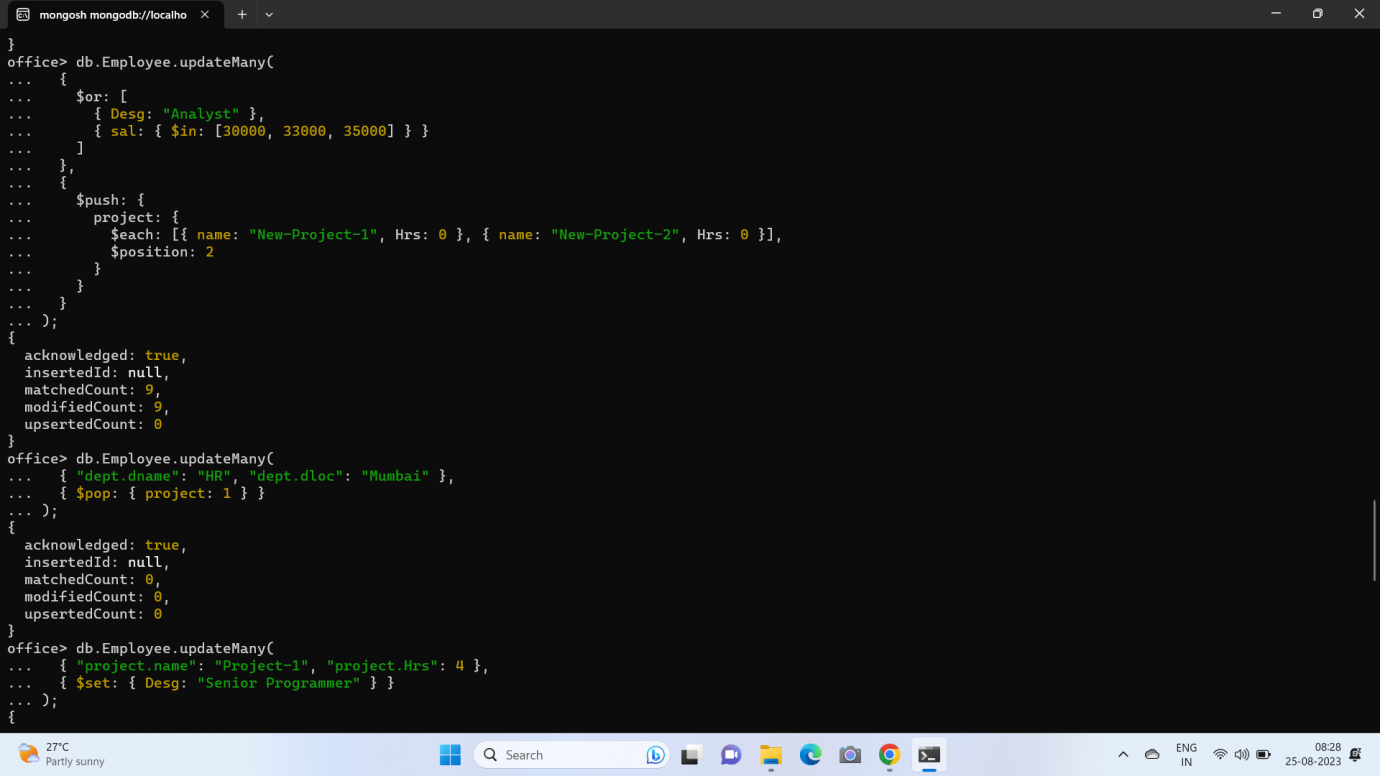 mongosh mongodb://localho
}
office> db.Employee.updateMany(
...    {
...      $or: [
...        { Desg: "Analyst" },
...        { sal: { $in: [30000, 33000, 35000] } }
...      ]
...    },
...    {
...      $push: {
...        project: {
...          $each: [{ name: "New-Project-1", Hrs: 0 }, { name: "New-Project-2", Hrs: 0 }],
...          $position: 2
...        }
...      }
...    }
... );
{
  acknowledged: true,
  insertedId: null,
  matchedCount: 9,
  modifiedCount: 9,
  upsertedCount: 0
}
office> db.Employee.updateMany(
...    { "dept.dname": "HR", "dept.dloc": "Mumbai" },
...    { $pop: { project: 1 } }
... );
{
  acknowledged: true,
  insertedId: null,
  matchedCount: 0,
  modifiedCount: 0,
  upsertedCount: 0
}
office> db.Employee.updateMany(
...    { "project.name": "Project-1", "project.Hrs": 4 },
...    { $set: { Desg: "Senior Programmer" } }
... );
{
27°C
Partly sunny
Search
ENG
IN
08:28
25-08-2023